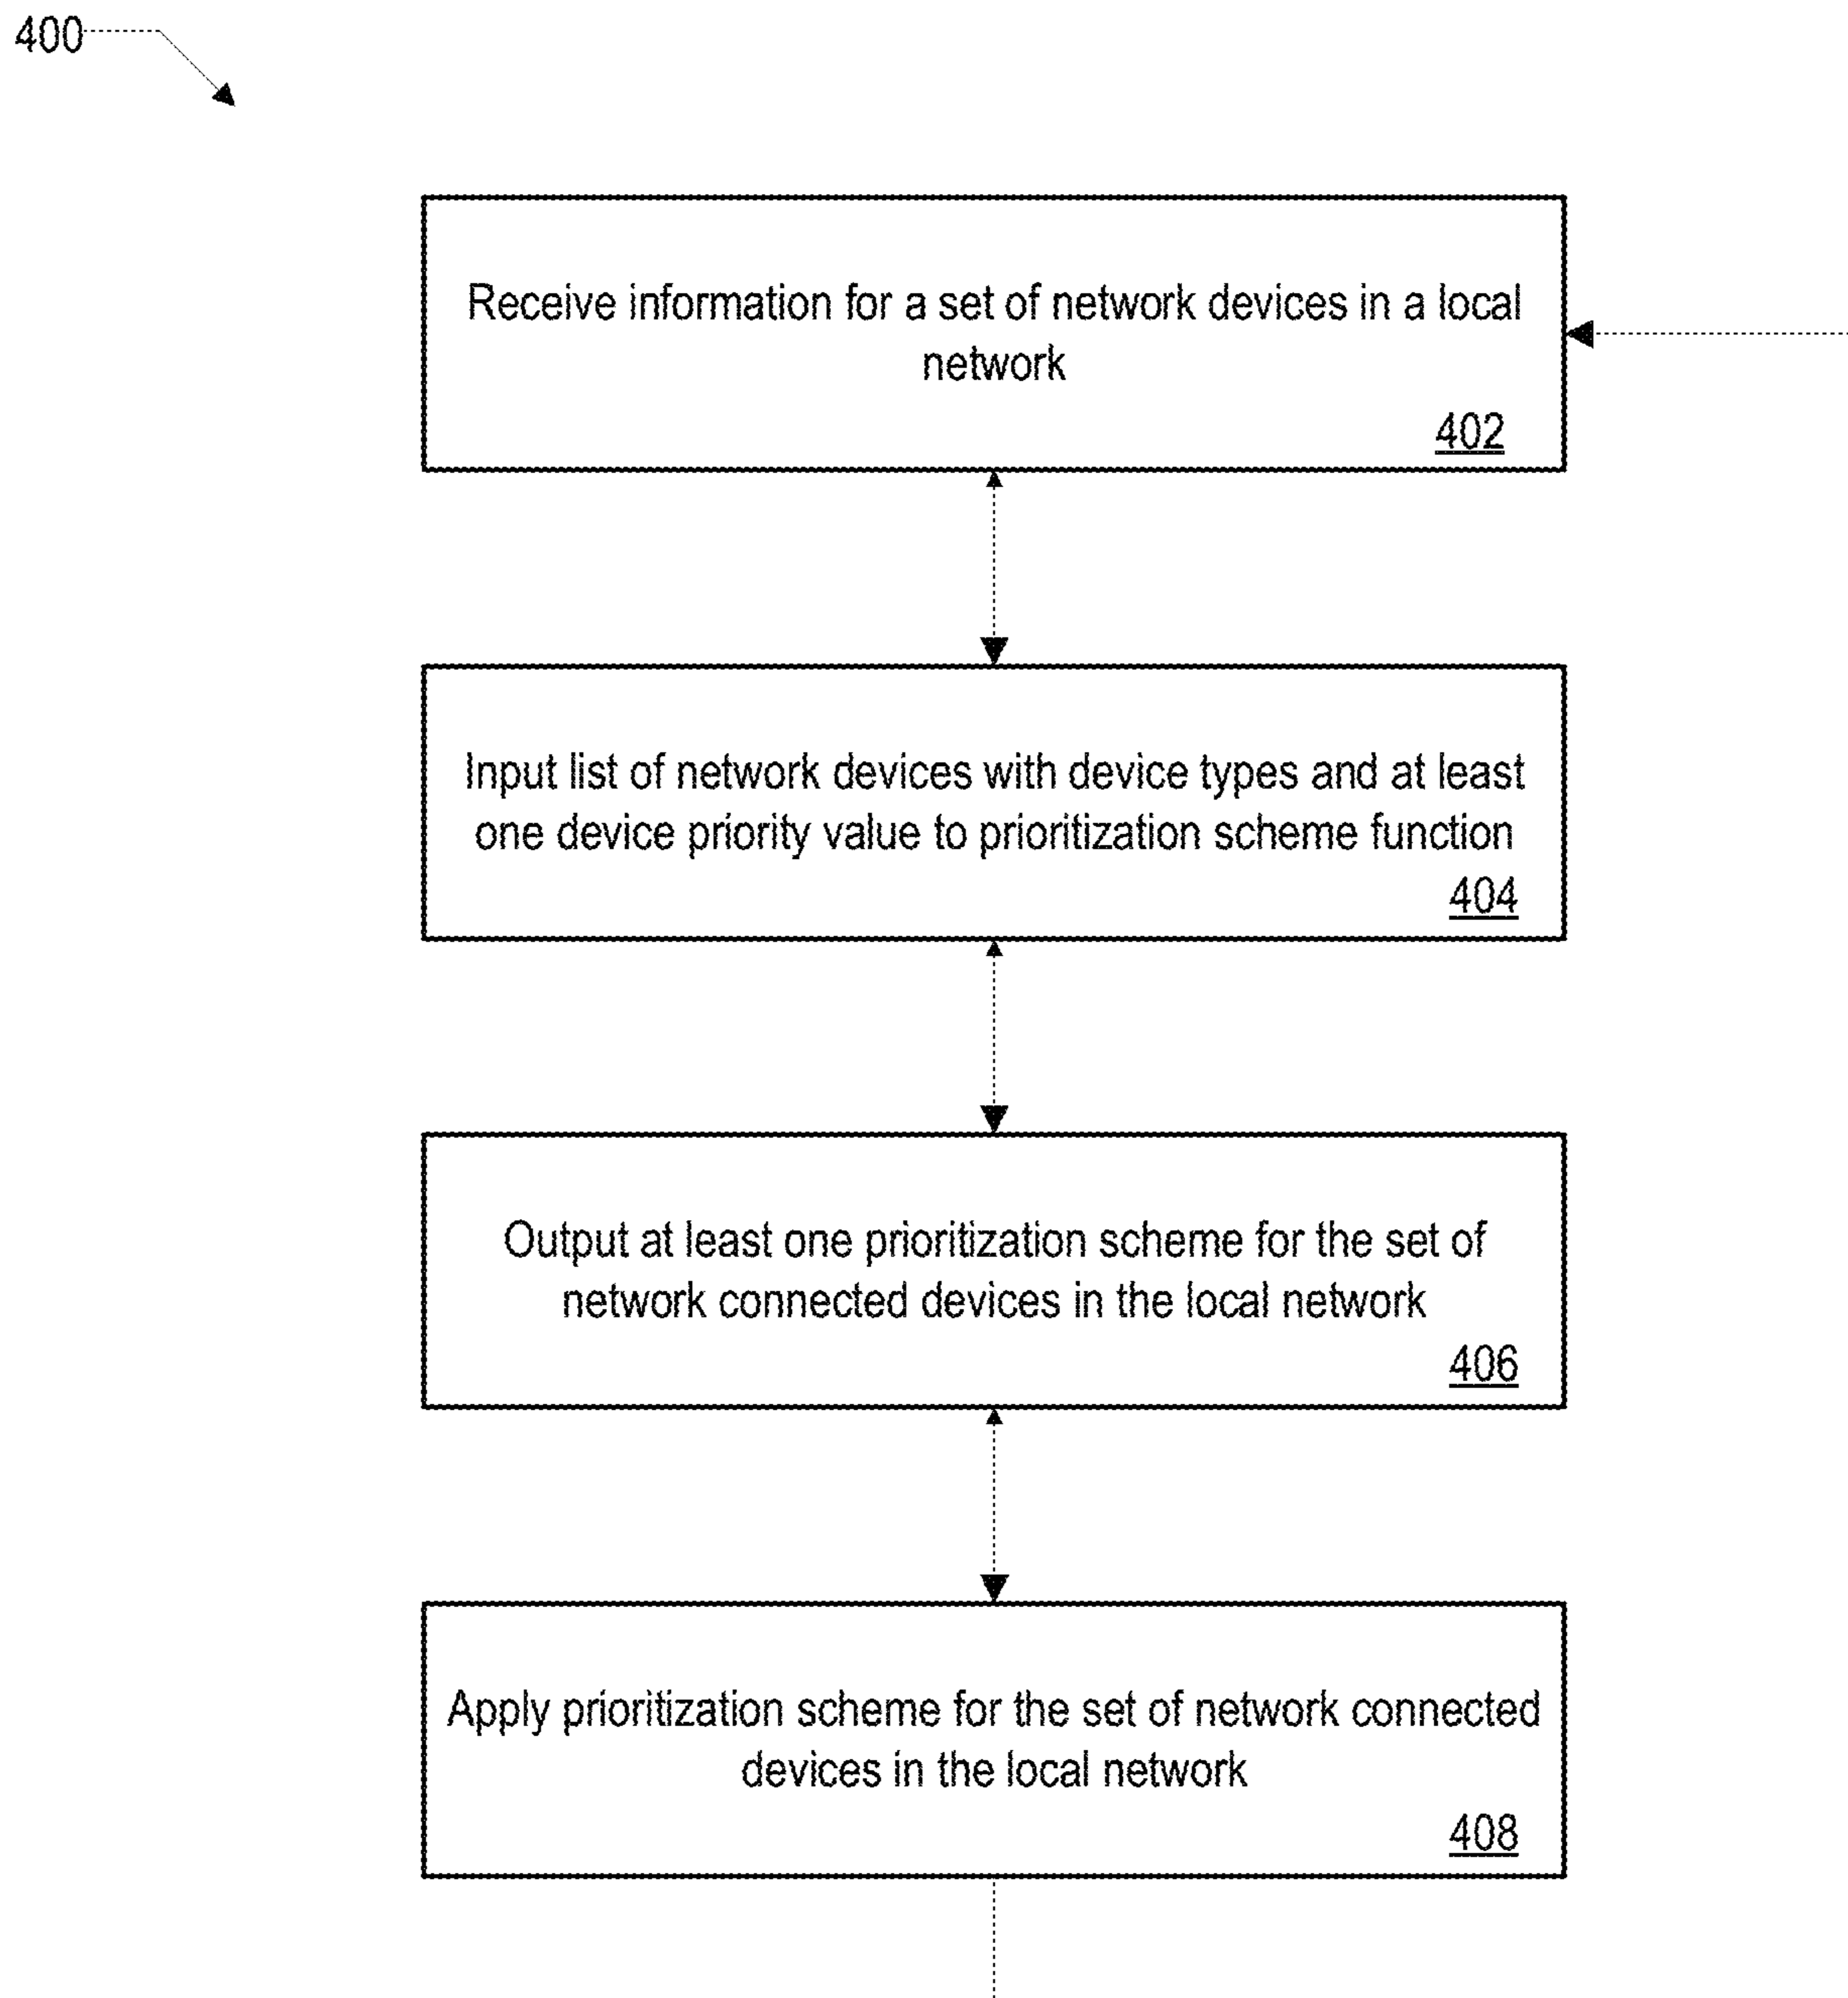 400
Receive information for a set of network devices in a local
network
402
Input list of network devices with device types and at least
one device priority value to prioritization scheme function
404
Output at least one prioritization scheme for the set of
network connected devices in the local network
406
Apply prioritization scheme for the set of network connected
devices in the local network
408